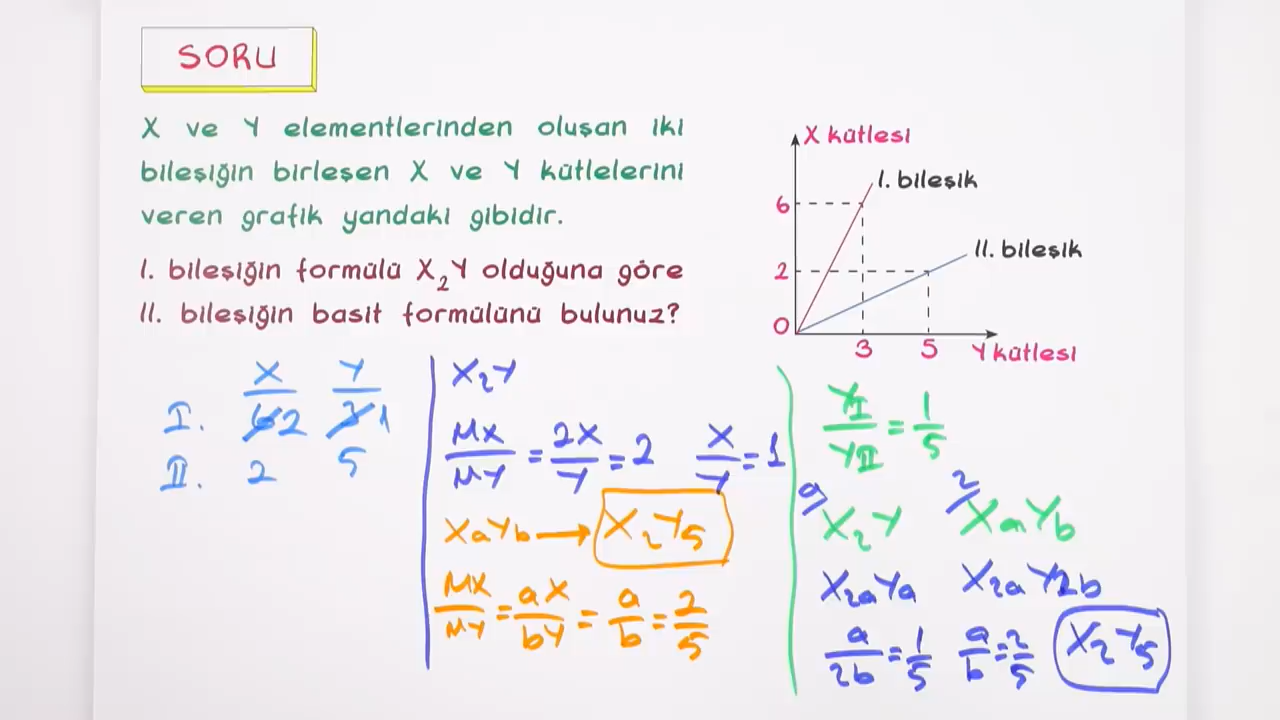 SORU
X ve Y elementlerinden oluşan iki
bileşiğin birleşen X ve Y kütlelerini
veren grafik yandaki gibidir.
I. bileşiğin formülü X₂Y olduğuna göre
II. bileşiğin basit formülünü bulunuz?
X kütlesi
I. bileşik
6
II. bileşik
2
0
3 5 Y kütlesi
X Y
I. 6 2 3 1
II. 2 5
X₂Y
MX/MY = 2X/Y = 2 X/Y = 1
XaYb → X₂Y₅
MX/MY = aX/bY = a/b = 2/5
YI/YII = 1/5
a/ X₂Y 2/ XaYb
X2aYa X2aY2b
a/2b = 1/5 a/b = 2/5 X₂Y₅